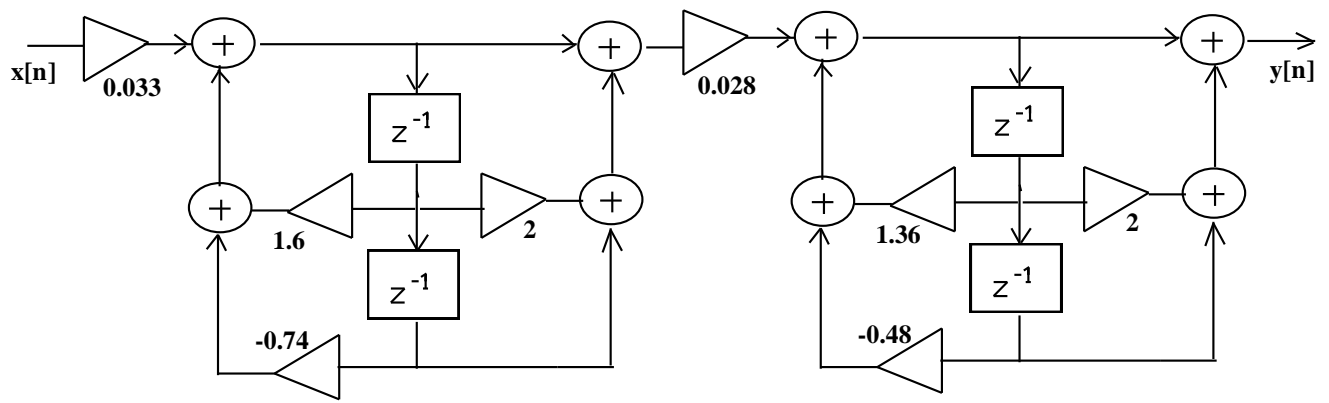 x[n]
0.033
+
+
0.028
+
+
y[n]
z⁻¹
z⁻¹
+
1.6
2
+
+
1.36
2
+
z⁻¹
z⁻¹
-0.74
-0.48